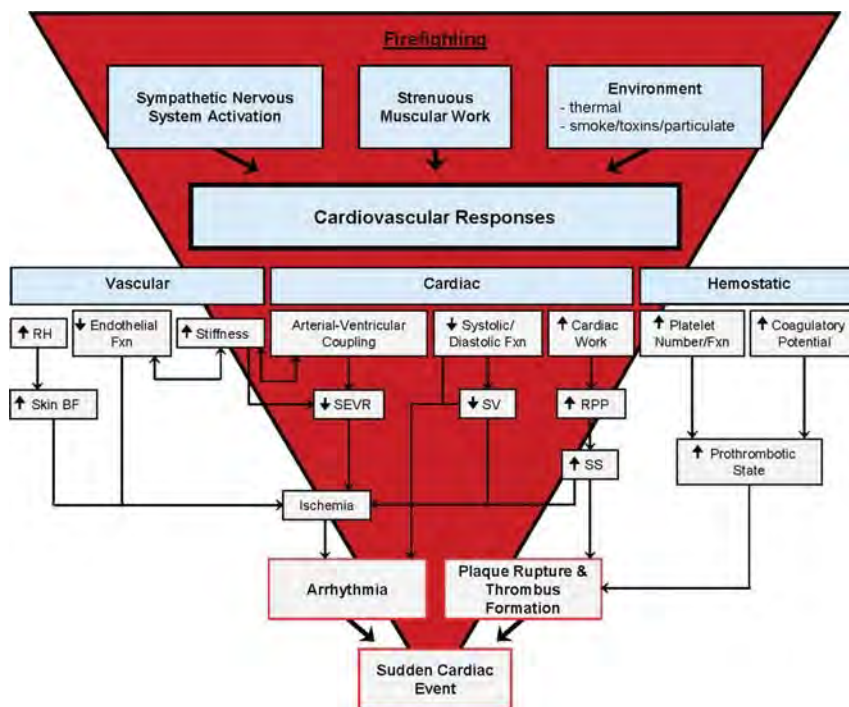 Firefighting
Sympathetic Nervous
System Activation
Strenuous
Muscular Work
Environment
- thermal
- smoke/toxins/particulate
Cardiovascular Responses
Vascular
Cardiac
Hemostatic
↑ RH
↓ Endothelial
Fxn
↑ Stiffness
Arterial-Ventricular
Coupling
↓ Systolic/
Diastolic Fxn
↑ Cardiac
Work
↑ Platelet
Number/Fxn
↑ Coagulatory
Potential
↑ Skin BF
↓ SEVR
↓ SV
↑ RPP
↑ SS
↑ Prothrombotic
State
Ischemia
Arrhythmia
Plaque Rupture &
Thrombus
Formation
Sudden Cardiac
Event